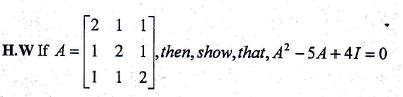 H.W If A = [2 1 1; 1 2 1; 1 1 2], then, show, that, A² − 5A + 4I = 0